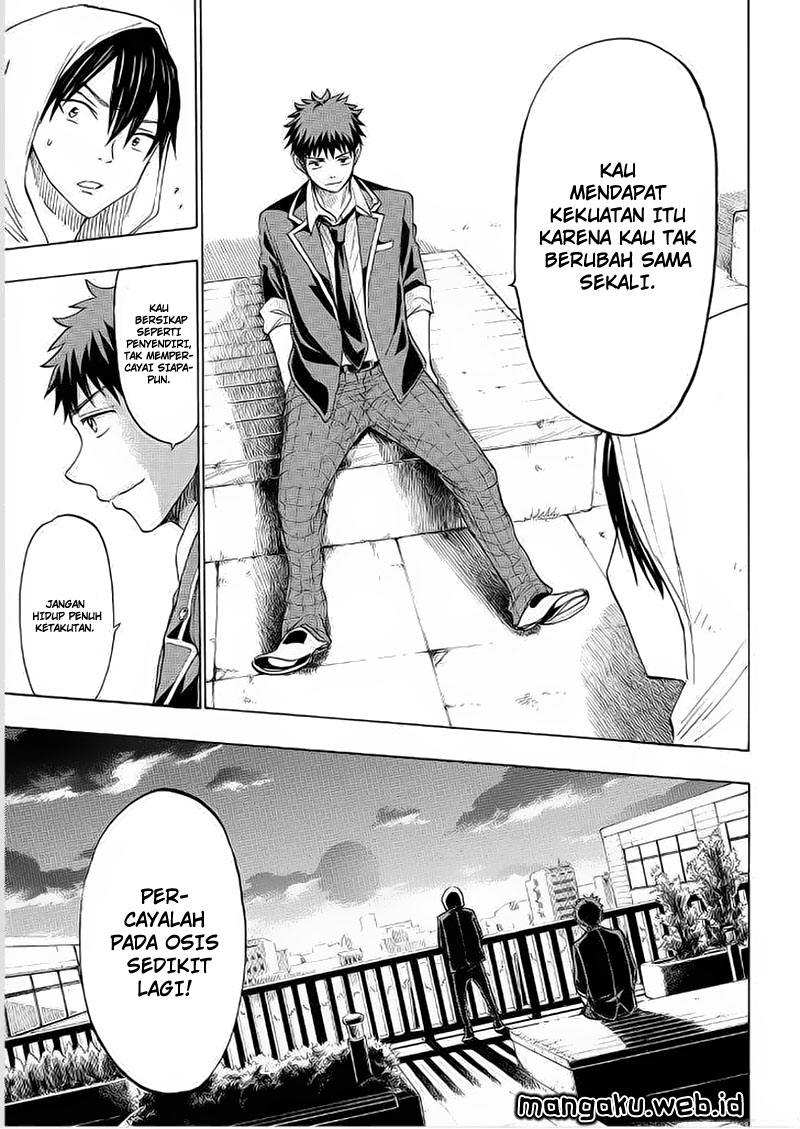 KAU
MENDAPAT
KEKUATAN ITU
KARENA KAU TAK
BERUBAH SAMA
SEKALI.
KAU
BERSIKAP
SEPERTI
PENYENDIRI,
TAK MEMPER-
CAYAI SIAPA-
PUN.
JANGAN
HIDUP PENUH
KETAKUTAN.
PER-
CAYALAH
PADA OSIS
SEDIKIT
LAGI!
mangaku.web.id